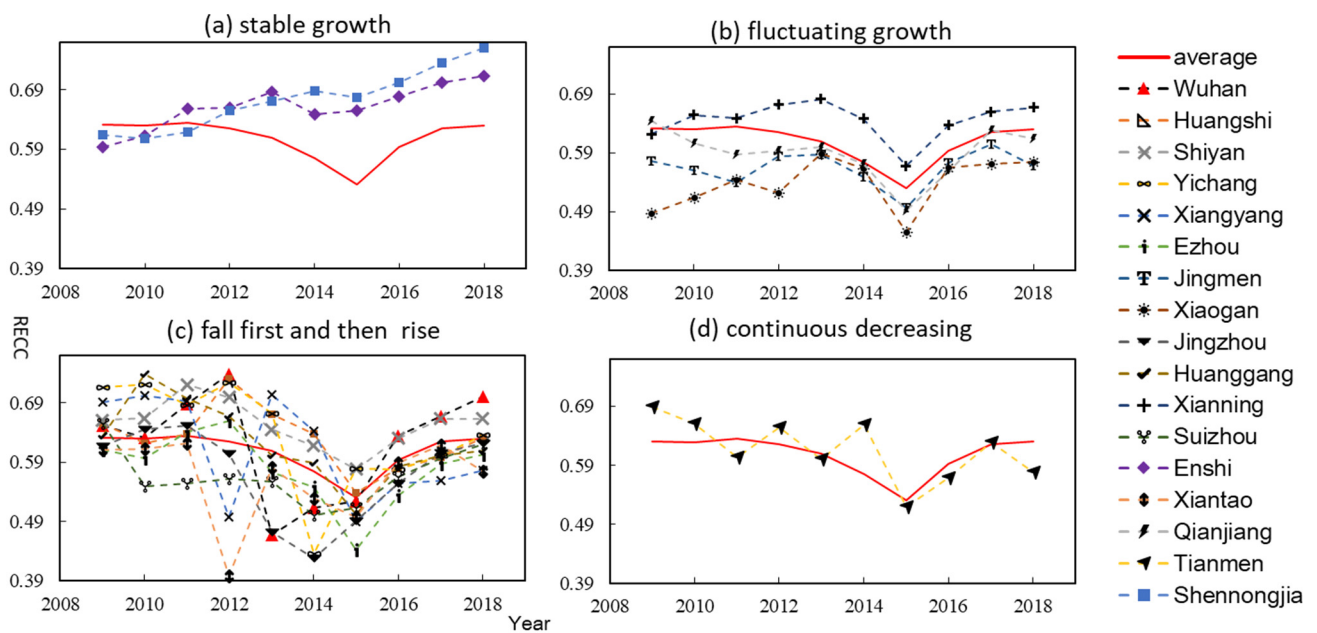 (a) stable growth
0.69
0.59
0.49
0.39
2008 2010 2012 2014 2016 2018
(b) fluctuating growth
0.69
0.59
0.49
0.39
2008 2010 2012 2014 2016 2018
RECC
(c) fall first and then rise
0.69
0.59
0.49
0.39
2008 2010 2012 2014 2016 2018
(d) continuous decreasing
0.69
0.59
0.49
0.39
2008 2010 2012 2014 2016 2018
Year
average
Wuhan
Huangshi
Shiyan
Yichang
Xiangyang
Ezhou
Jingmen
Xiaogan
Jingzhou
Huanggang
Xianning
Suizhou
Enshi
Xiantao
Qianjiang
Tianmen
Shennongjia